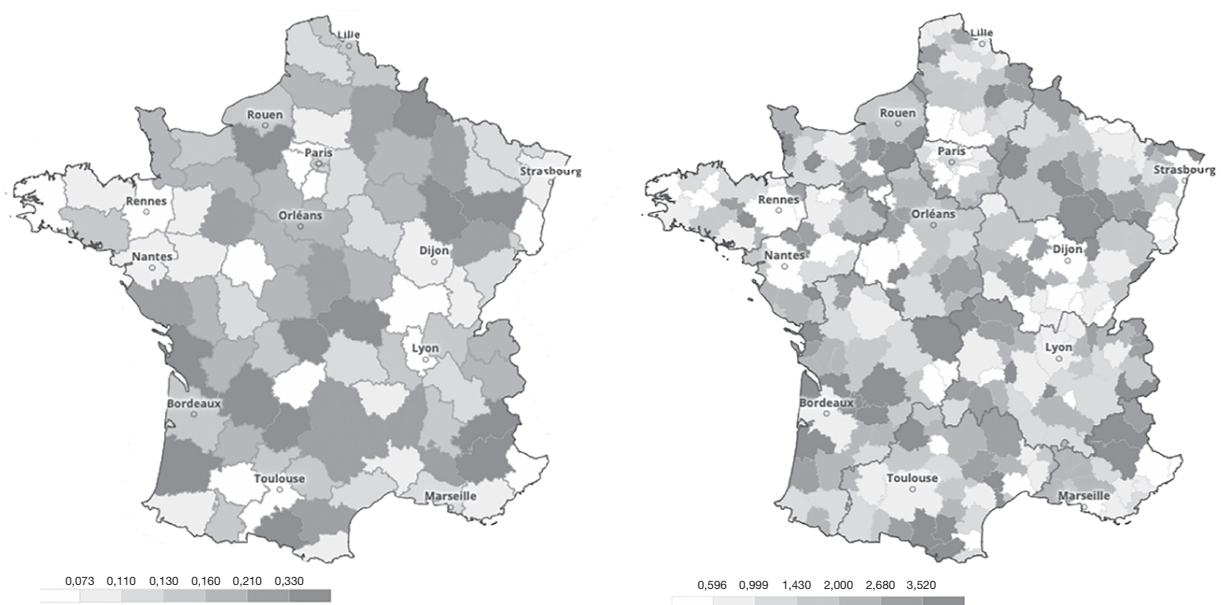 Lille
Rouen
Paris
Strasbourg
Rennes
Orléans
Nantes
Dijon
Lyon
Bordeaux
Toulouse
Marseille
0,073 0,110 0,130 0,160 0,210 0,330
Lille
Rouen
Paris
Strasbourg
Rennes
Orléans
Nantes
Dijon
Lyon
Bordeaux
Toulouse
Marseille
0,596 0,999 1,430 2,000 2,680 3,520